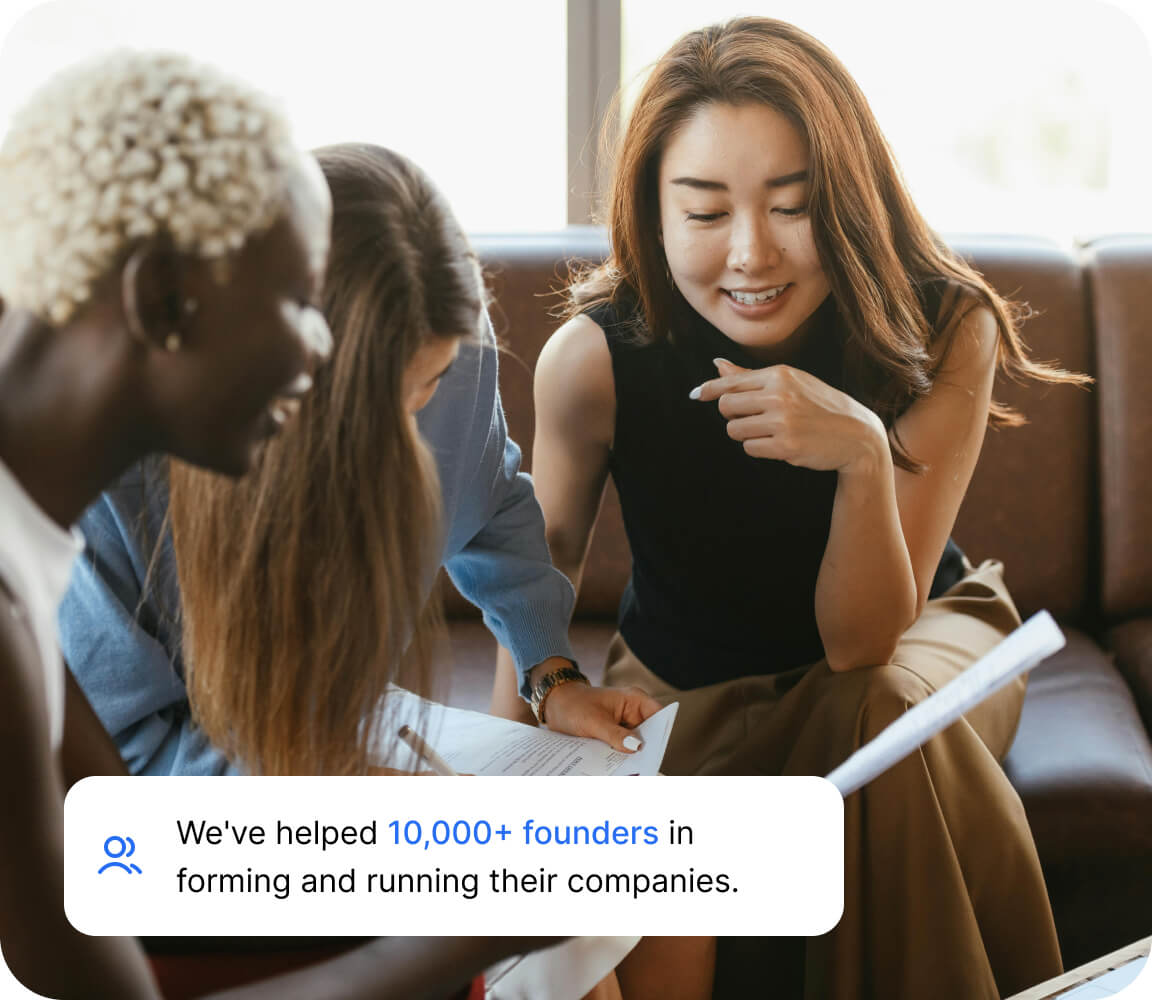 We've helped 10,000+ founders in
forming and running their companies.